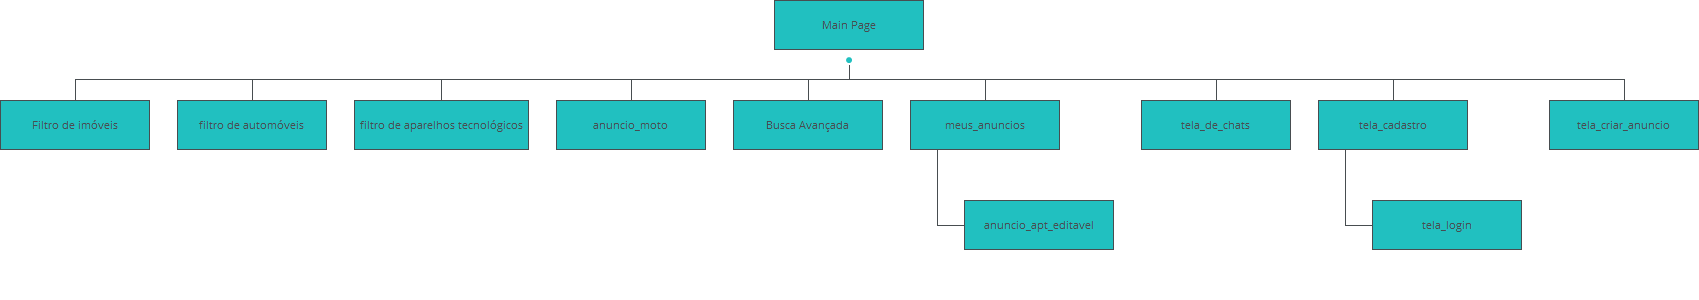 Main Page
Filtro de imóveis
filtro de automóveis
filtro de aparelhos tecnológicos
anuncio_moto
Busca Avançada
meus_anuncios
tela_de_chats
tela_cadastro
tela_criar_anuncio
anuncio_apt_editavel
tela_login